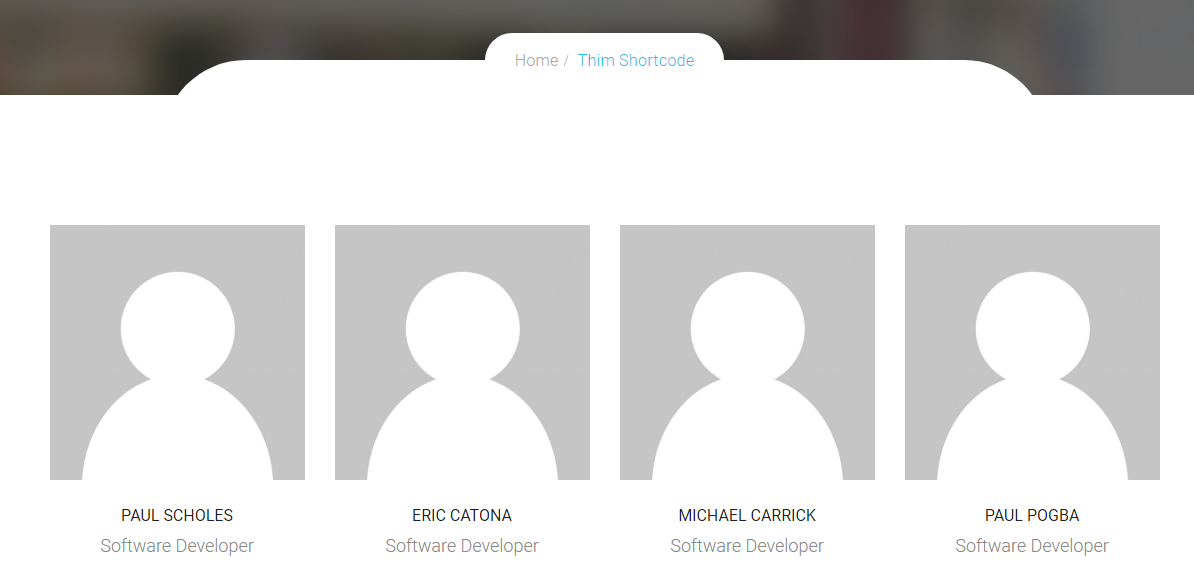 Home / Thim Shortcode
PAUL SCHOLES
Software Developer
ERIC CATONA
Software Developer
MICHAEL CARRICK
Software Developer
PAUL POGBA
Software Developer